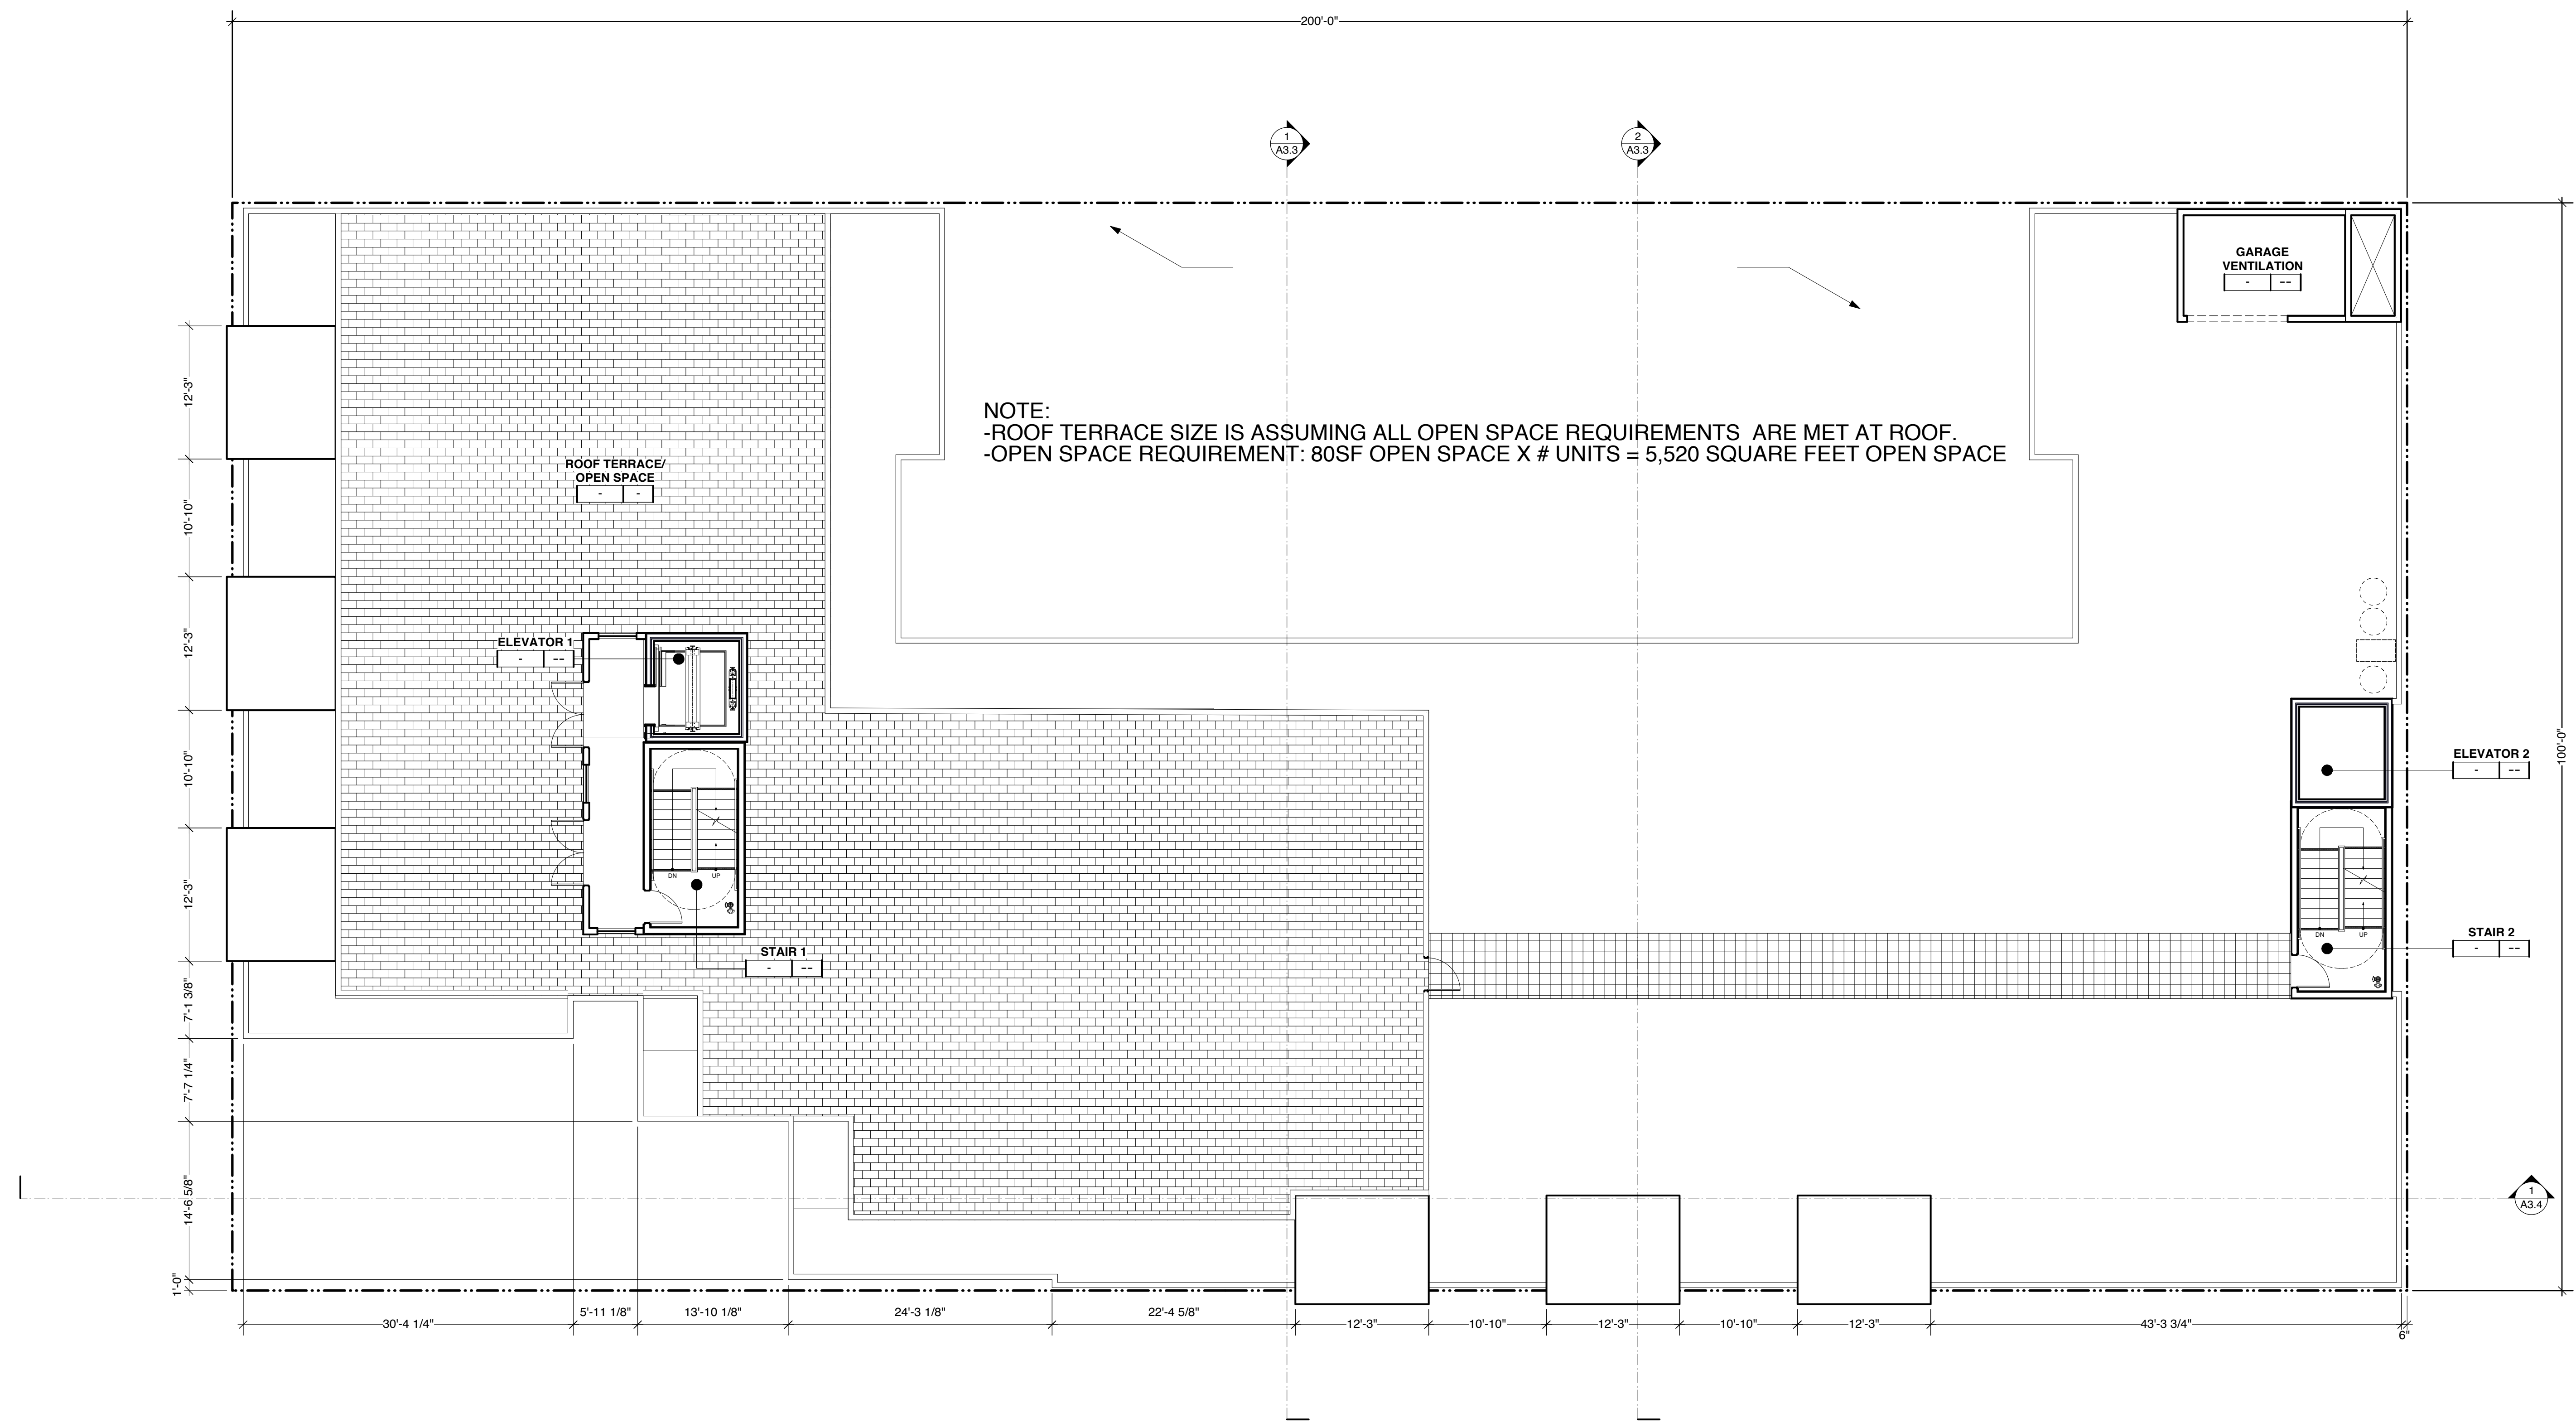 200'-0"
1
A3.3
2
A3.3
GARAGE
VENTILATION
- --
NOTE:
-ROOF TERRACE SIZE IS ASSUMING ALL OPEN SPACE REQUIREMENTS ARE MET AT ROOF.
-OPEN SPACE REQUIREMENT: 80SF OPEN SPACE X # UNITS = 5,520 SQUARE FEET OPEN SPACE
ROOF TERRACE/
OPEN SPACE
- -
12'-3"
10'-10"
12'-3"
10'-10"
12'-3"
7'-1 3/8"
7'-7 1/4"
14'-6 5/8"
1'-0"
ELEVATOR 1
- --
DN UP
STAIR 1
- --
100'-0"
ELEVATOR 2
- --
DN UP
STAIR 2
- --
1
A3.4
30'-4 1/4"
5'-11 1/8"
13'-10 1/8"
24'-3 1/8"
22'-4 5/8"
12'-3"
10'-10"
12'-3"
10'-10"
12'-3"
43'-3 3/4"
6"